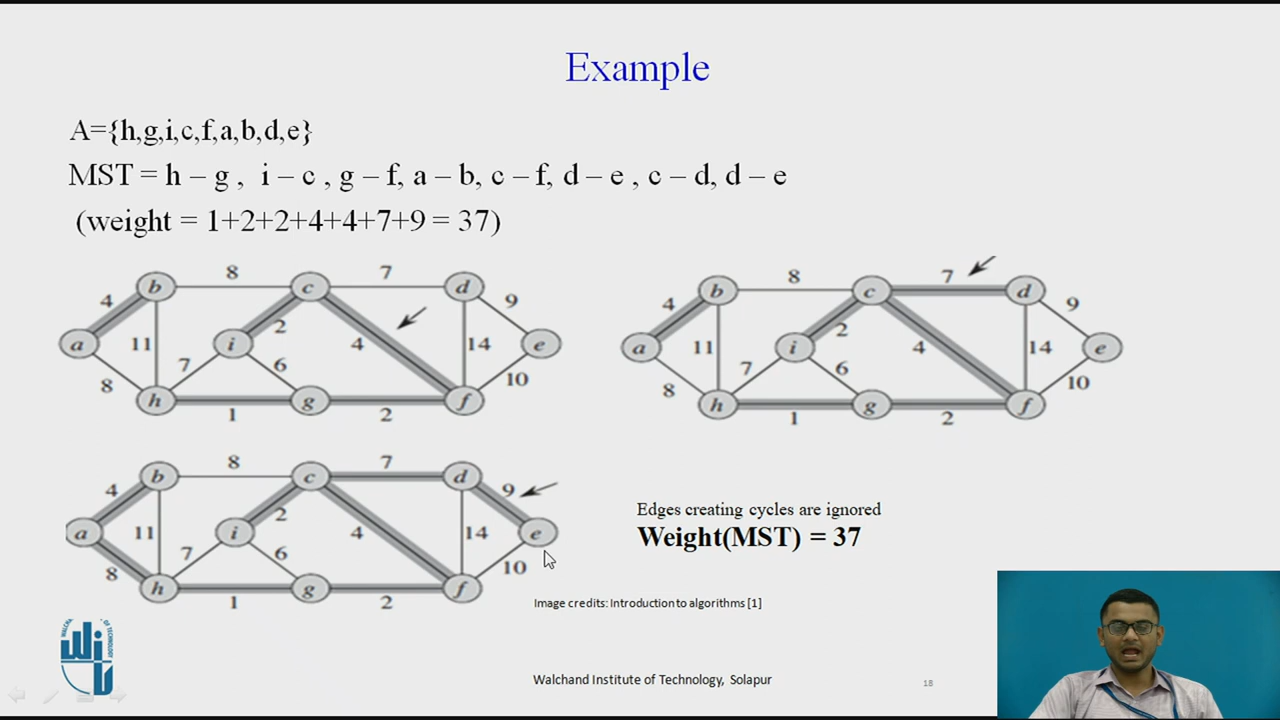 Example
A={h,g,i,c,f,a,b,d,e}
MST = h – g , i – c , g – f, a – b, c – f, d – e , c – d, d – e
(weight = 1+2+2+4+4+7+9 = 37)
8 7
b c d
4 9
a 11 i 2 4 14 e
7 6
8 10
h g f
1 2
8 7
b c d
4 9
a 11 i 2 4 14 e
7 6
8 10
h g f
1 2
8 7
b c d
4 9
a 11 i 2 4 14 e
7 6
8 10
h g f
1 2
Edges creating cycles are ignored
Weight(MST) = 37
Image credits: Introduction to algorithms [1]
Walchand Institute of Technology, Solapur
18